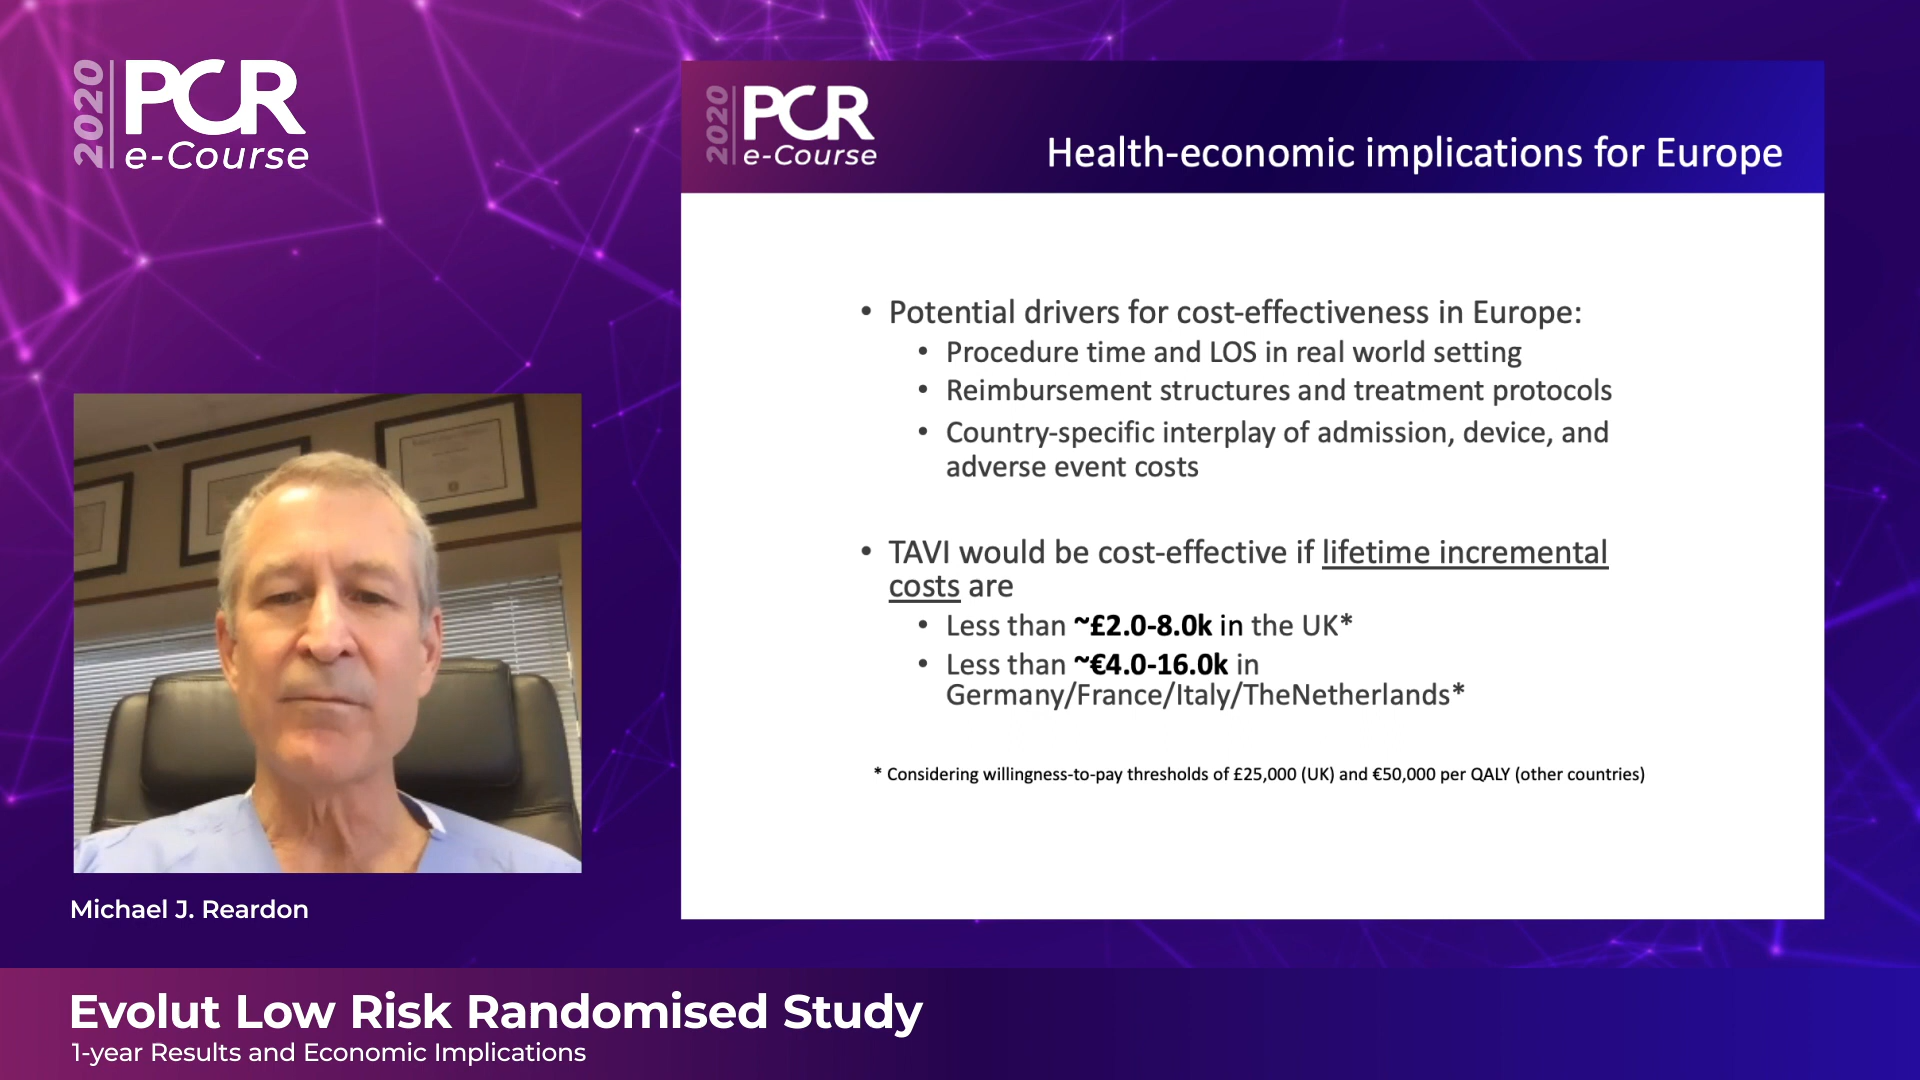 2020
PCR
e-Course
2020
PCR
e-Course
Health-economic implications for Europe
• Potential drivers for cost-effectiveness in Europe:
• Procedure time and LOS in real world setting
• Reimbursement structures and treatment protocols
• Country-specific interplay of admission, device, and
adverse event costs
• TAVI would be cost-effective if lifetime incremental
costs are
• Less than ~£2.0-8.0k in the UK*
• Less than ~€4.0-16.0k in
Germany/France/Italy/TheNetherlands*
* Considering willingness-to-pay thresholds of £25,000 (UK) and €50,000 per QALY (other countries)
Michael J. Reardon
Evolut Low Risk Randomised Study
1-year Results and Economic Implications